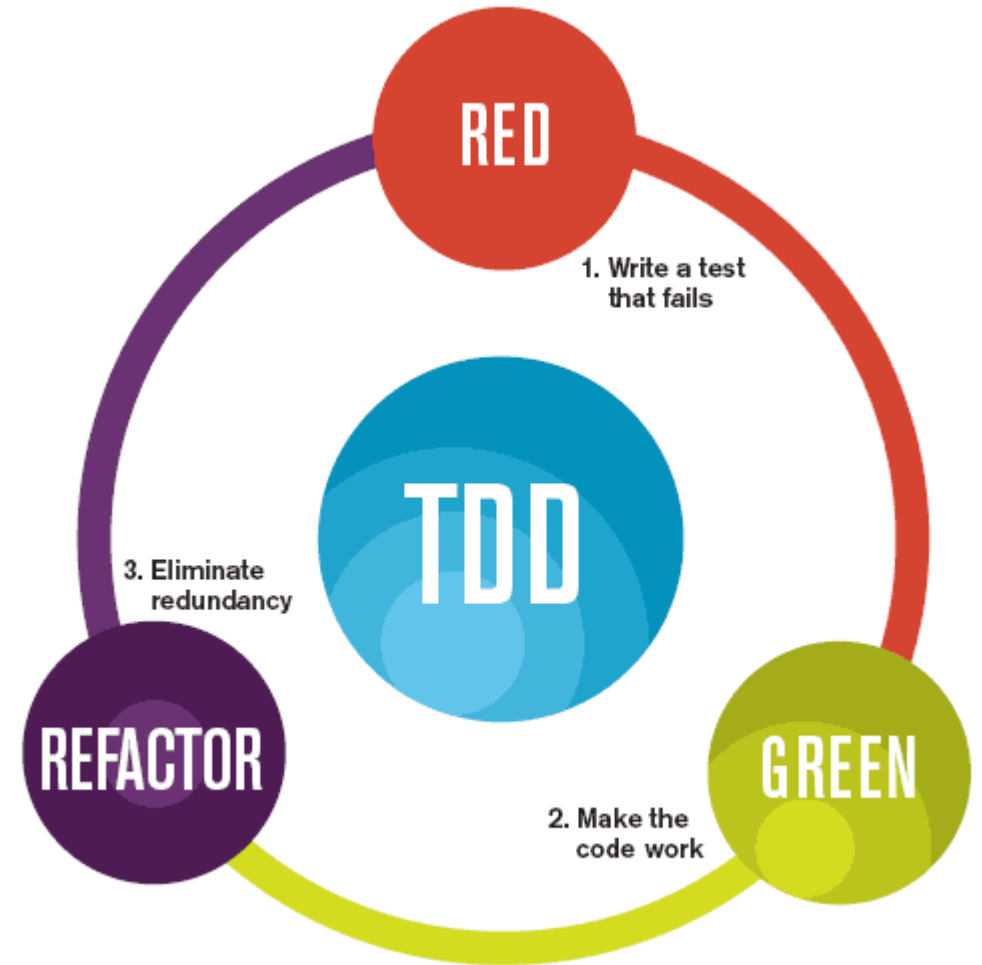 RED
1. Write a test
that fails
TDD
3. Eliminate
redundancy
REFACTOR
GREEN
2. Make the
code work